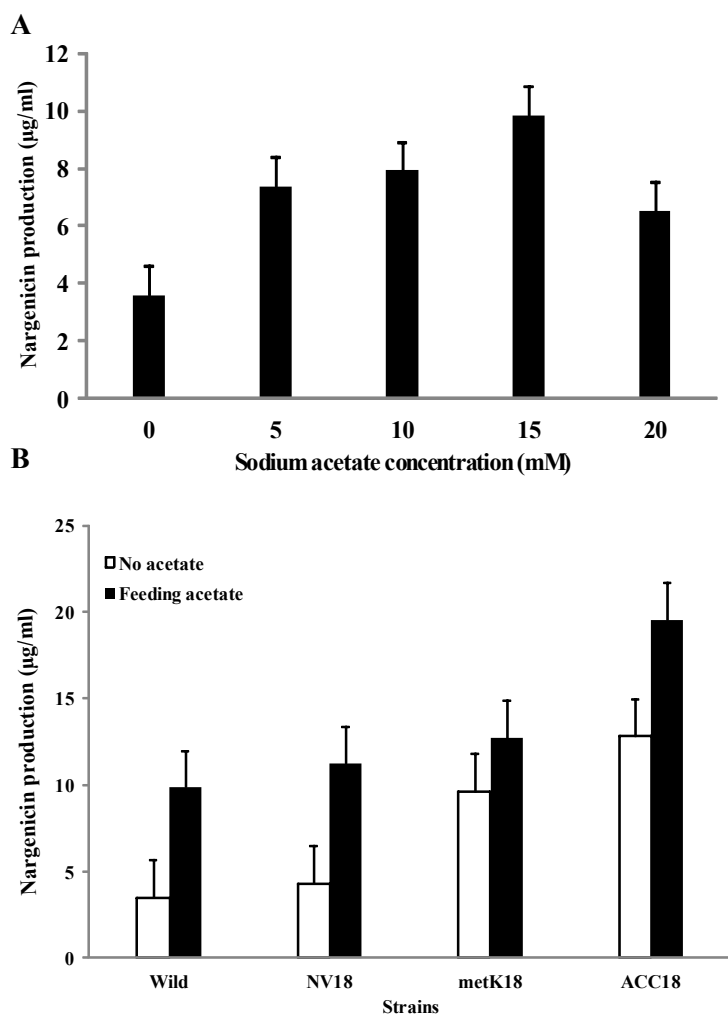 A
Nargenicin production (µg/ml)
12
10
8
6
4
2
0
0 5 10 15 20
Sodium acetate concentration (mM)
B
Nargenicin production (µg/ml)
25
20
15
10
5
0
No acetate
Feeding acetate
Wild NV18 metK18 ACC18
Strains